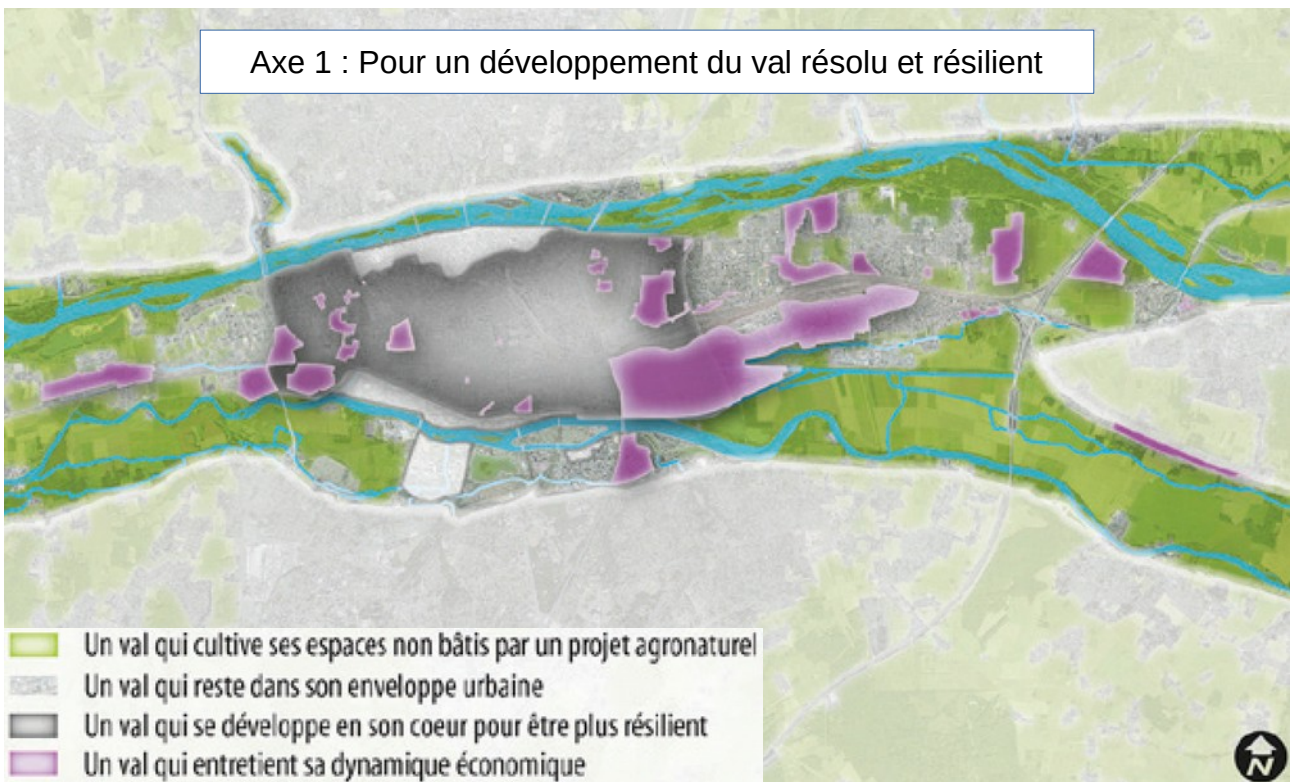 Axe 1 : Pour un développement du val résolu et résilient
Un val qui cultive ses espaces non bâtis par un projet agronaturel
Un val qui reste dans son enveloppe urbaine
Un val qui se développe en son coeur pour être plus résilient
Un val qui entretient sa dynamique économique
N